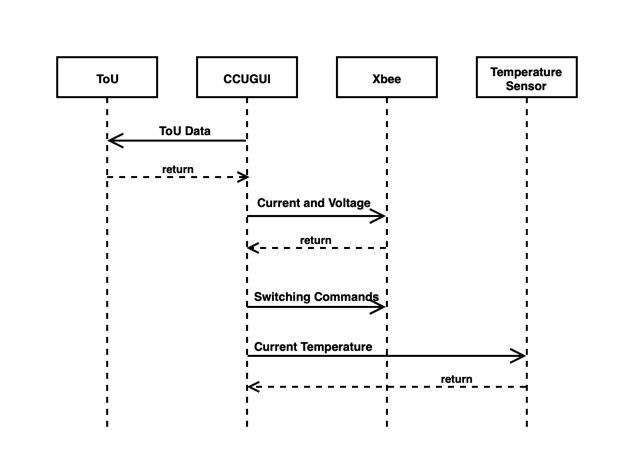 ToU
CCUGUI
Xbee
Temperature
Sensor
ToU Data
return
Current and Voltage
return
Switching Commands
Current Temperature
return